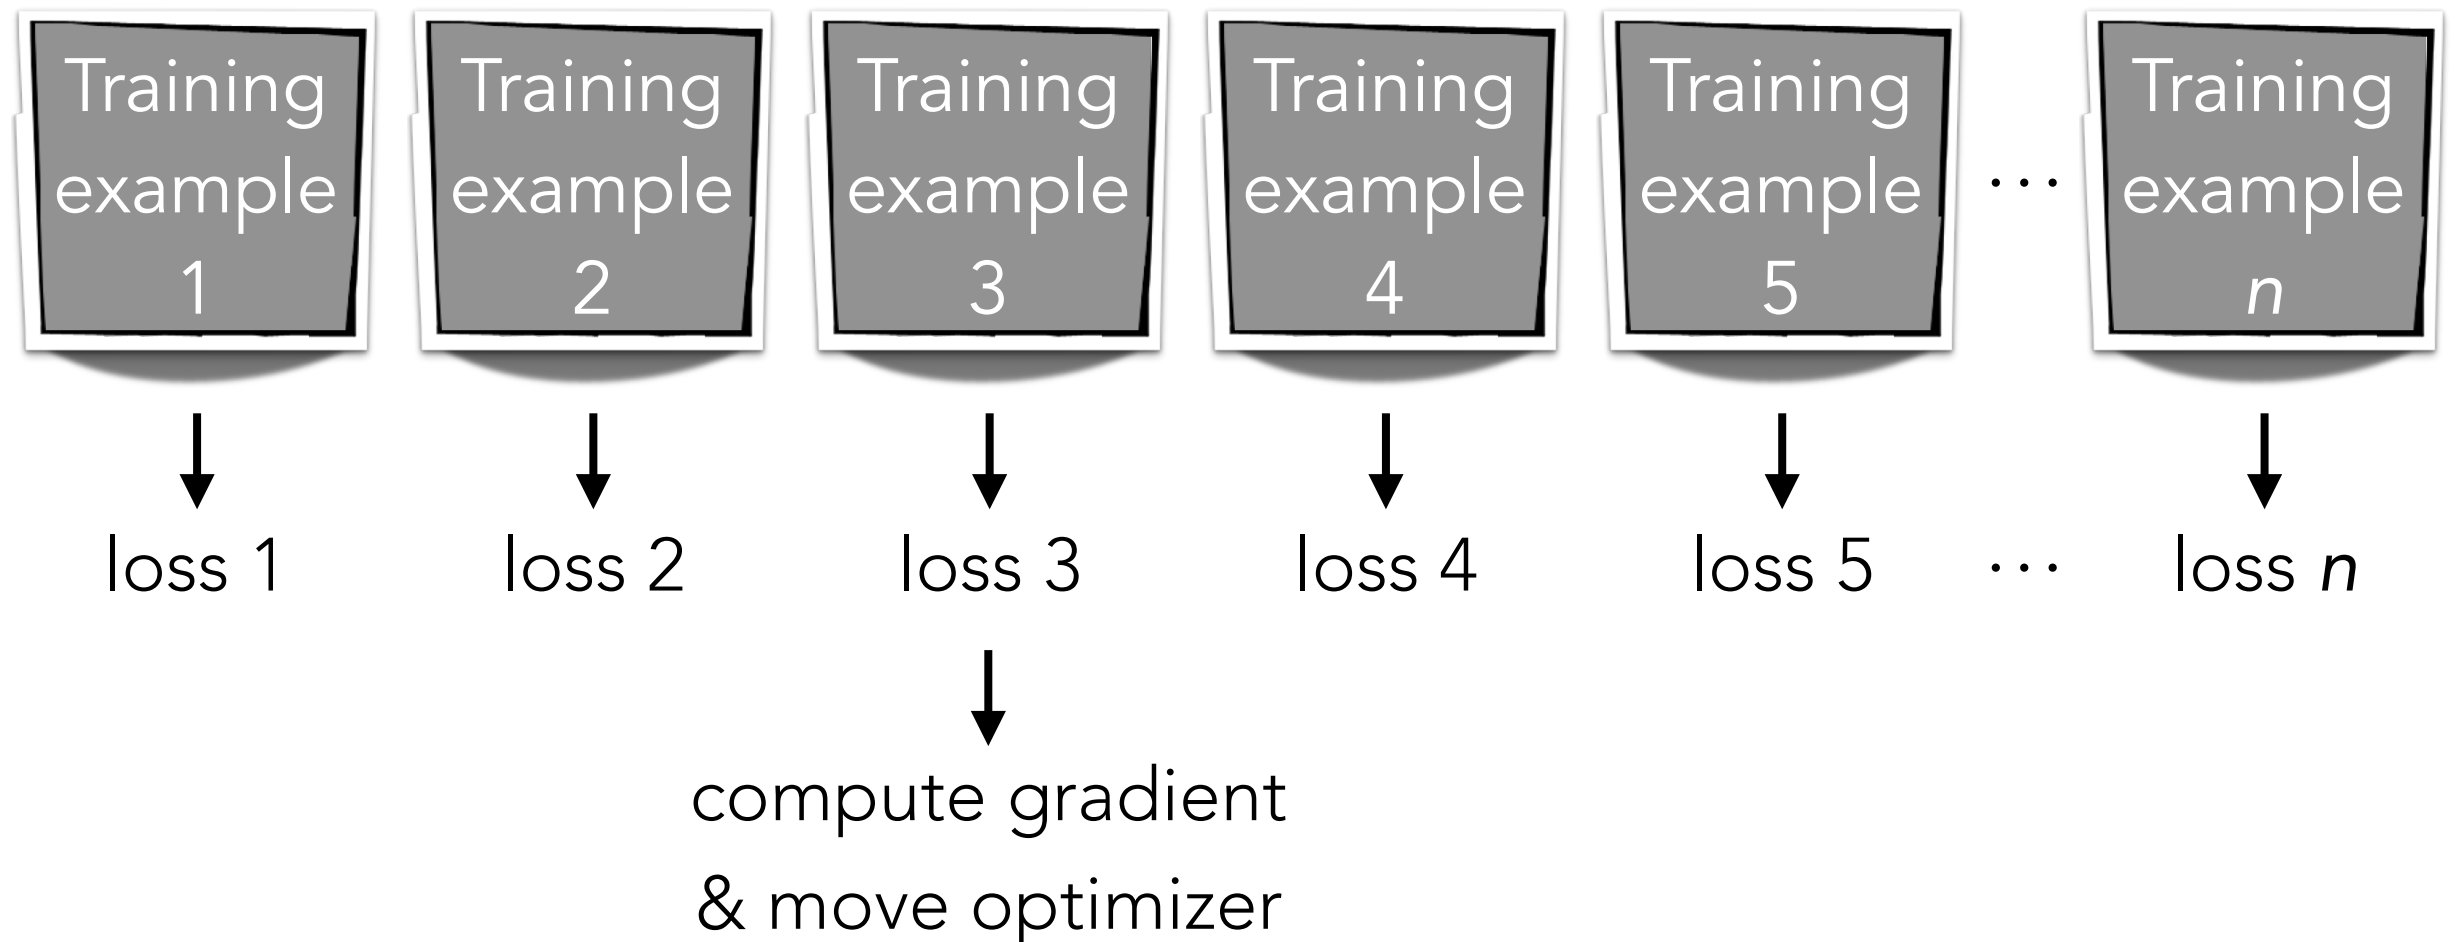 Training example 1
Training example 2
Training example 3
Training example 4
Training example 5
...
Training example n
loss 1
loss 2
loss 3
loss 4
loss 5
...
loss n
compute gradient
& move optimizer